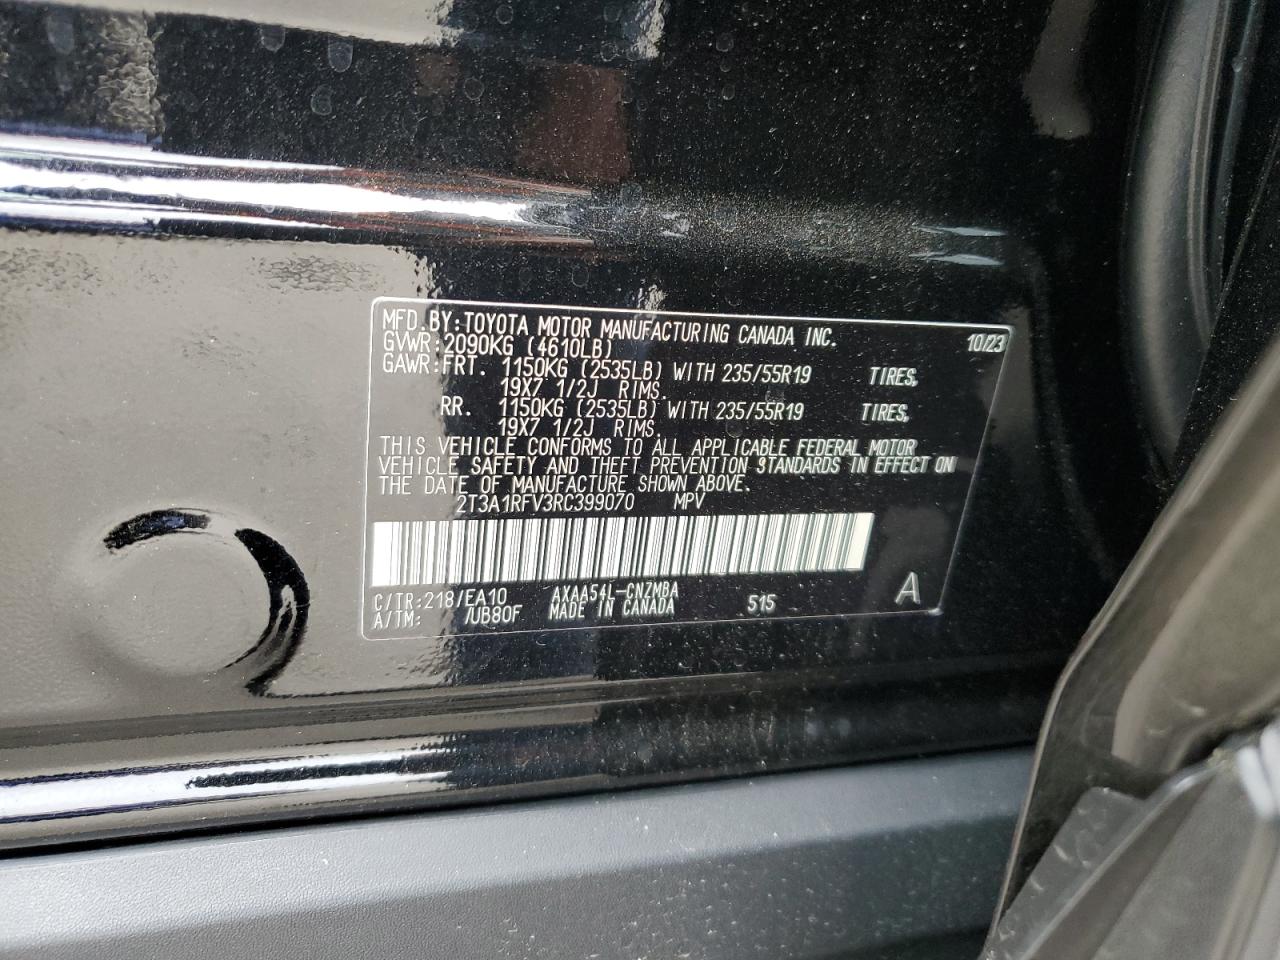 MFD.BY:TOYOTA MOTOR MANUFACTURING CANADA INC. 10/23
GVWR:2090KG (4610LB)
GAWR:FRT. 1150KG (2535LB) WITH 235/55R19 TIRES,
19X7 1/2J RIMS.
RR. 1150KG (2535LB) WITH 235/55R19 TIRES,
19X7 1/2J RIMS.
THIS VEHICLE CONFORMS TO ALL APPLICABLE FEDERAL MOTOR
VEHICLE SAFETY AND THEFT PREVENTION STANDARDS IN EFFECT ON
THE DATE OF MANUFACTURE SHOWN ABOVE.
2T3A1RFV3RC399070 MPV
C/TR:218/EA10 AXAA54L-CNZMBA
A/TM: /UB80F MADE IN CANADA 515 A